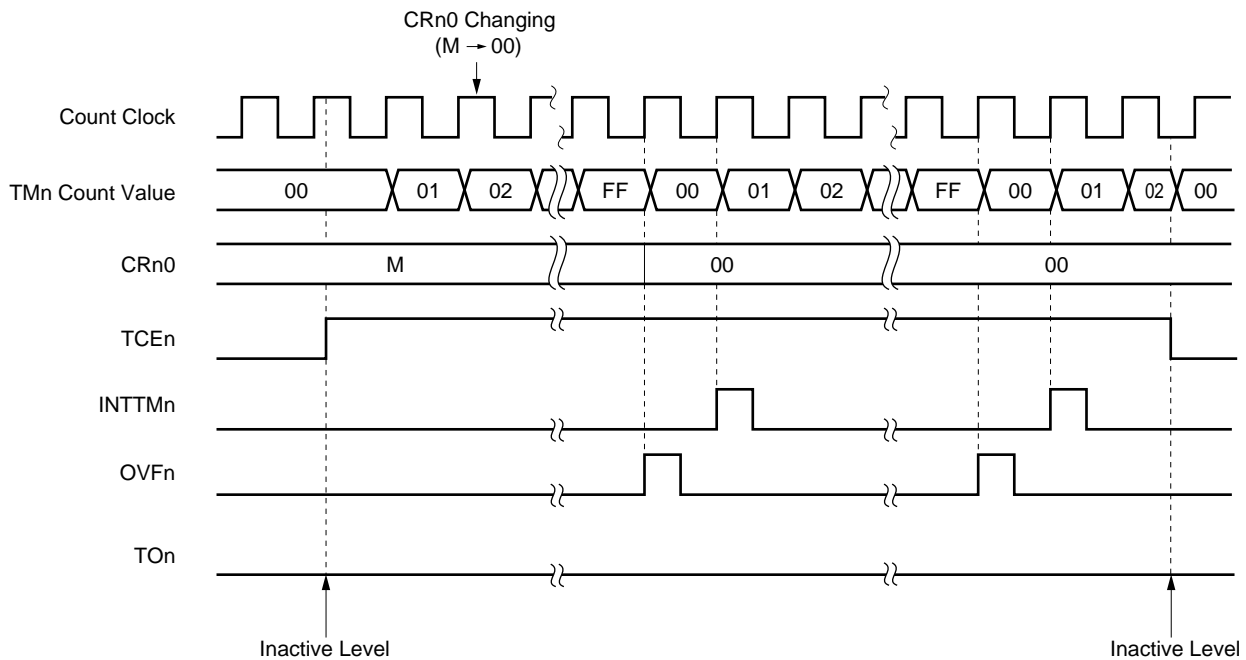 CRn0 Changing
(M → 00)
Count Clock
TMn Count Value 00 01 02 FF 00 01 02 FF 00 01 02 00
CRn0 M 00 00
TCEn
INTTMn
OVFn
TOn
Inactive Level Inactive Level